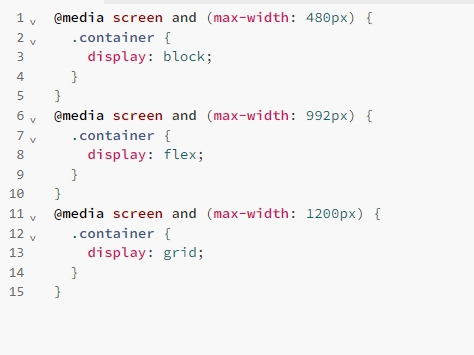 1 @media screen and (max-width: 480px) {
2 .container {
3 display: block;
4 }
5 }
6 @media screen and (max-width: 992px) {
7 .container {
8 display: flex;
9 }
10 }
11 @media screen and (max-width: 1200px) {
12 .container {
13 display: grid;
14 }
15 }